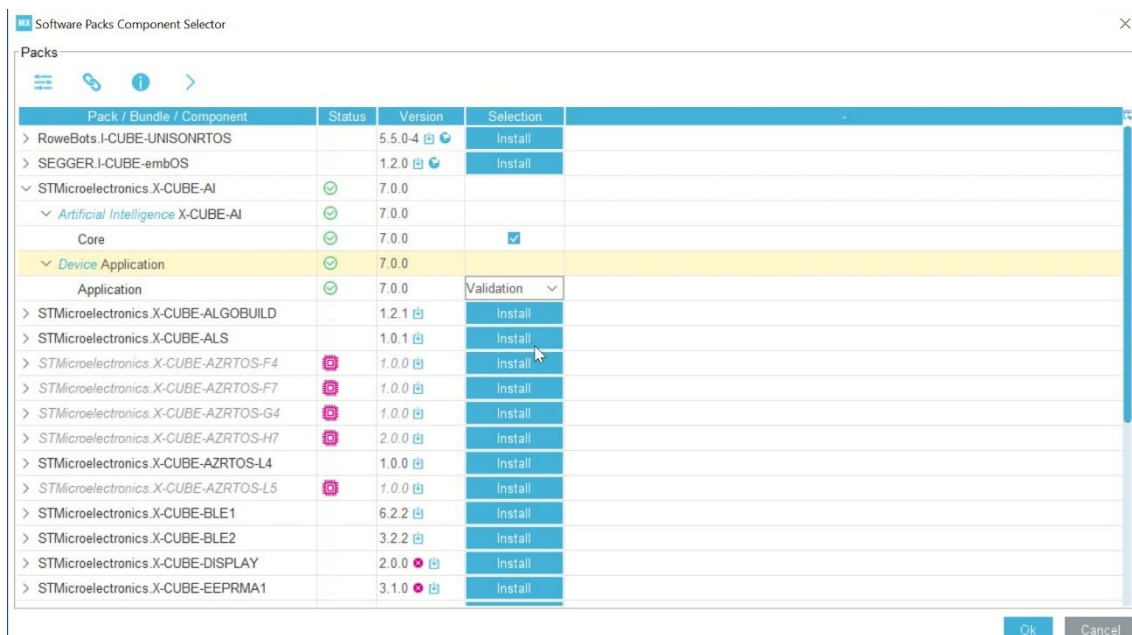 MX Software Packs Component Selector
Packs
Pack / Bundle / Component Status Version Selection -
RoweBots.I-CUBE-UNISONRTOS 5.5.0-4 Install
SEGGER.I-CUBE-embOS 1.2.0 Install
STMicroelectronics.X-CUBE-AI 7.0.0
Artificial Intelligence X-CUBE-AI 7.0.0
Core 7.0.0
Device Application 7.0.0
Application 7.0.0 Validation
STMicroelectronics.X-CUBE-ALGOBUILD 1.2.1 Install
STMicroelectronics.X-CUBE-ALS 1.0.1 Install
STMicroelectronics.X-CUBE-AZRTOS-F4 1.0.0 Install
STMicroelectronics.X-CUBE-AZRTOS-F7 1.0.0 Install
STMicroelectronics.X-CUBE-AZRTOS-G4 1.0.0 Install
STMicroelectronics.X-CUBE-AZRTOS-H7 2.0.0 Install
STMicroelectronics.X-CUBE-AZRTOS-L4 1.0.0 Install
STMicroelectronics.X-CUBE-AZRTOS-L5 1.0.0 Install
STMicroelectronics.X-CUBE-BLE1 6.2.2 Install
STMicroelectronics.X-CUBE-BLE2 3.2.2 Install
STMicroelectronics.X-CUBE-DISPLAY 2.0.0 Install
STMicroelectronics.X-CUBE-EEPRMA1 3.1.0 Install
Ok Cancel